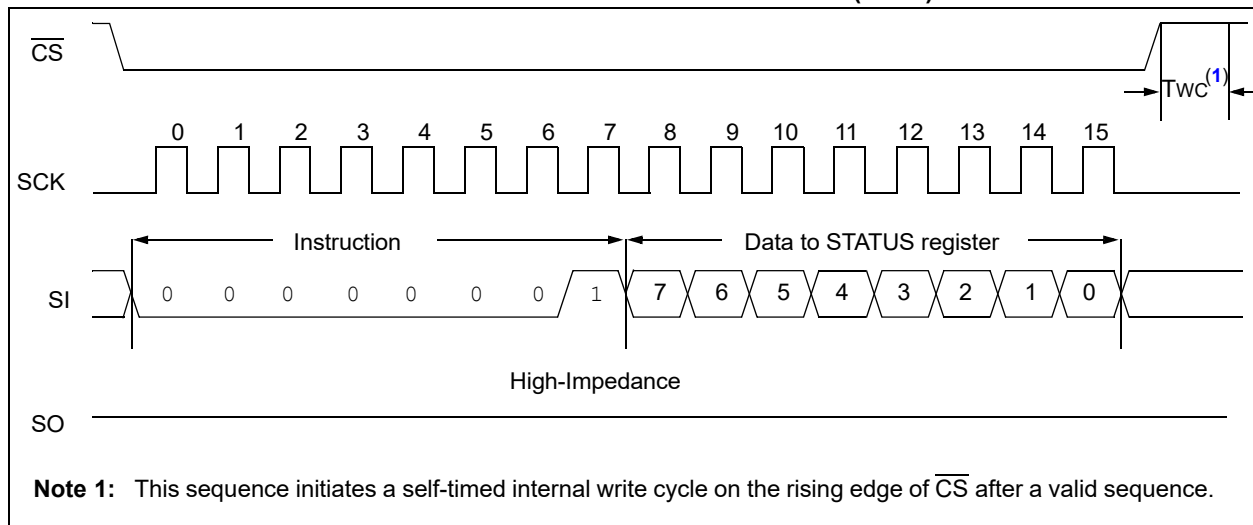 CS
TWC(1)
0 1 2 3 4 5 6 7 8 9 10 11 12 13 14 15
SCK
Instruction Data to STATUS register
SI 0 0 0 0 0 0 0 1 7 6 5 4 3 2 1 0
High-Impedance
SO
Note 1: This sequence initiates a self-timed internal write cycle on the rising edge of CS after a valid sequence.